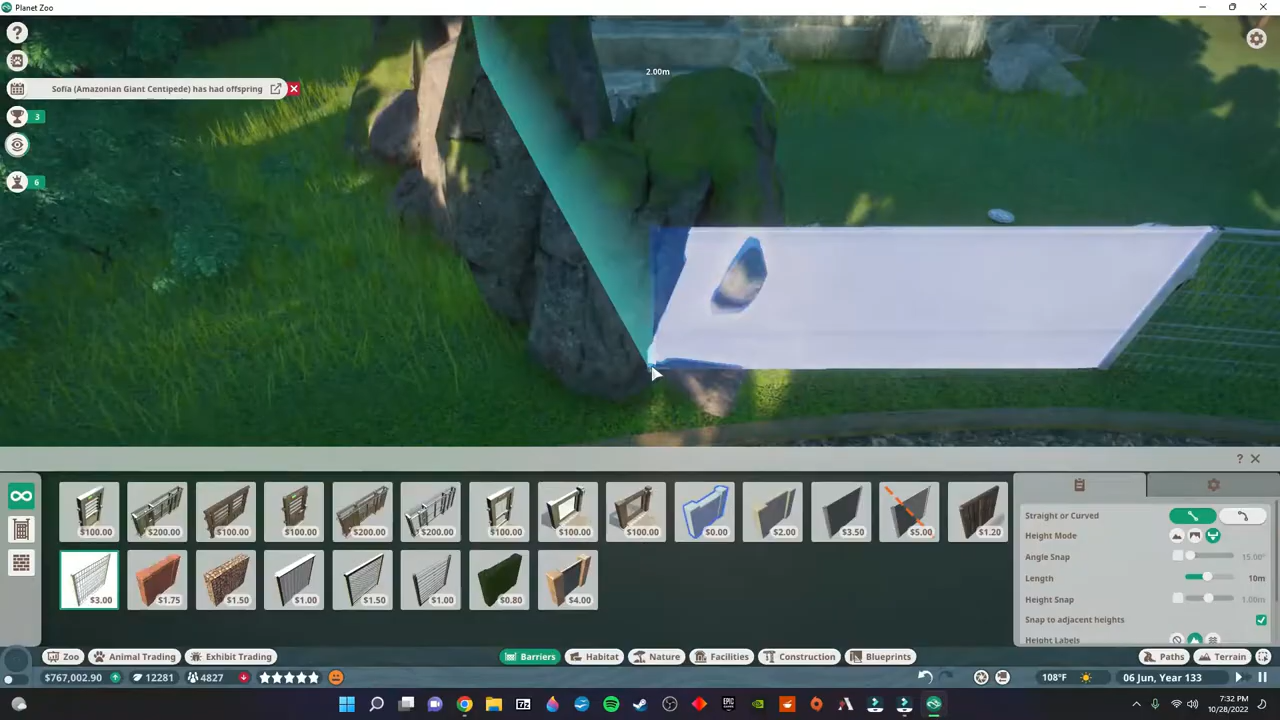 Planet Zoo
Sofia (Amazonian Giant Centipede) has had offspring
2.00m
3
6
$100.00 $200.00 $100.00 $100.00 $200.00 $200.00 $100.00 $100.00 $100.00 $0.00 $2.00 $3.50 $5.00 $1.20
$3.00 $1.75 $1.50 $1.00 $1.50 $1.00 $0.80 $4.00
Straight or Curved
Height Mode
Angle Snap 15.00°
Length 10m
Height Snap 1.00m
Snap to adjacent heights
Height Labels
Zoo Animal Trading Exhibit Trading Barriers Habitat Nature Facilities Construction Blueprints Paths Terrain
$767,002.90 12281 4827 108°F 06 Jun, Year 133
7:32 PM
10/28/2022